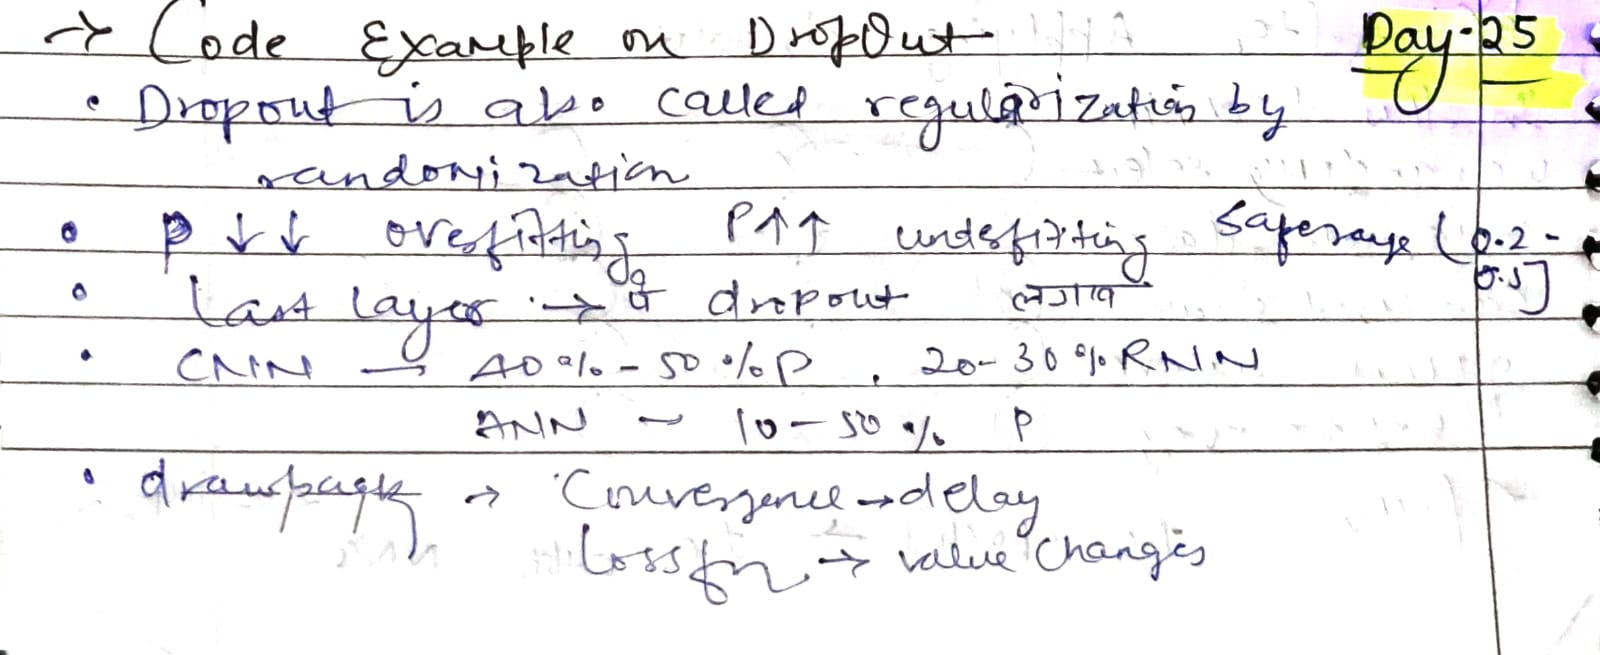 → Code Example on DropOut Day-25
• Dropout is also called regularization by
randomization
• P ↓↓ overfitting P↑↑ underfitting Saferange (0.2 -
0.5]
• Last layer → पे dropout लगाव
• CNN → 40% - 50% P , 20-30% RNN
ANN - 10-50% P
• drawback → Convergence → delay
Loss fn → value changes